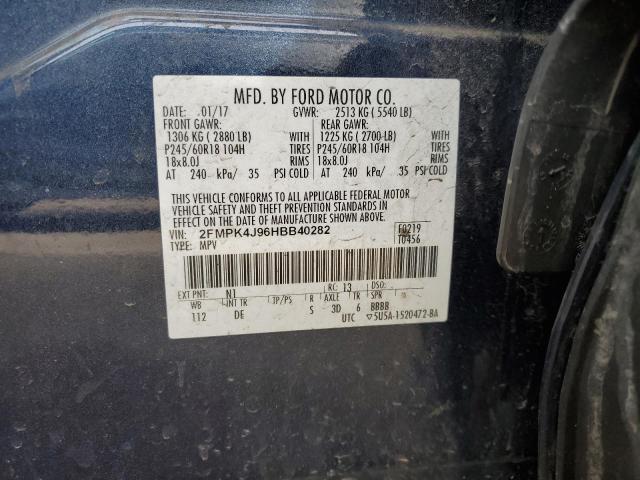 MFD. BY FORD MOTOR CO.
DATE: 01/17 GVWR: 2513 KG ( 5540 LB)
FRONT GAWR: REAR GAWR:
1306 KG ( 2880 LB) WITH 1225 KG ( 2700-LB) WITH
P245/60R18 104H TIRES P245/60R18 104H TIRES
18x8.0J RIMS 18x8.0J RIMS
AT 240 kPa/ 35 PSI COLD AT 240 kPa/ 35 PSI COLD
THIS VEHICLE CONFORMS TO ALL APPLICABLE FEDERAL MOTOR
VEHICLE SAFETY AND THEFT PREVENTION STANDARDS IN
EFFECT ON THE DATE OF MANUFACTURE SHOWN ABOVE.
VIN: 2FMPK4J96HBB40282 F0219
TYPE: MPV T0456
EXT PNT: N1 RC: 13 DSO:
WB INT TR TP/PS R AXLE TR SPR
112 DE S 3D 6 BBBB
UTC ▽5U5A-1520472-BA